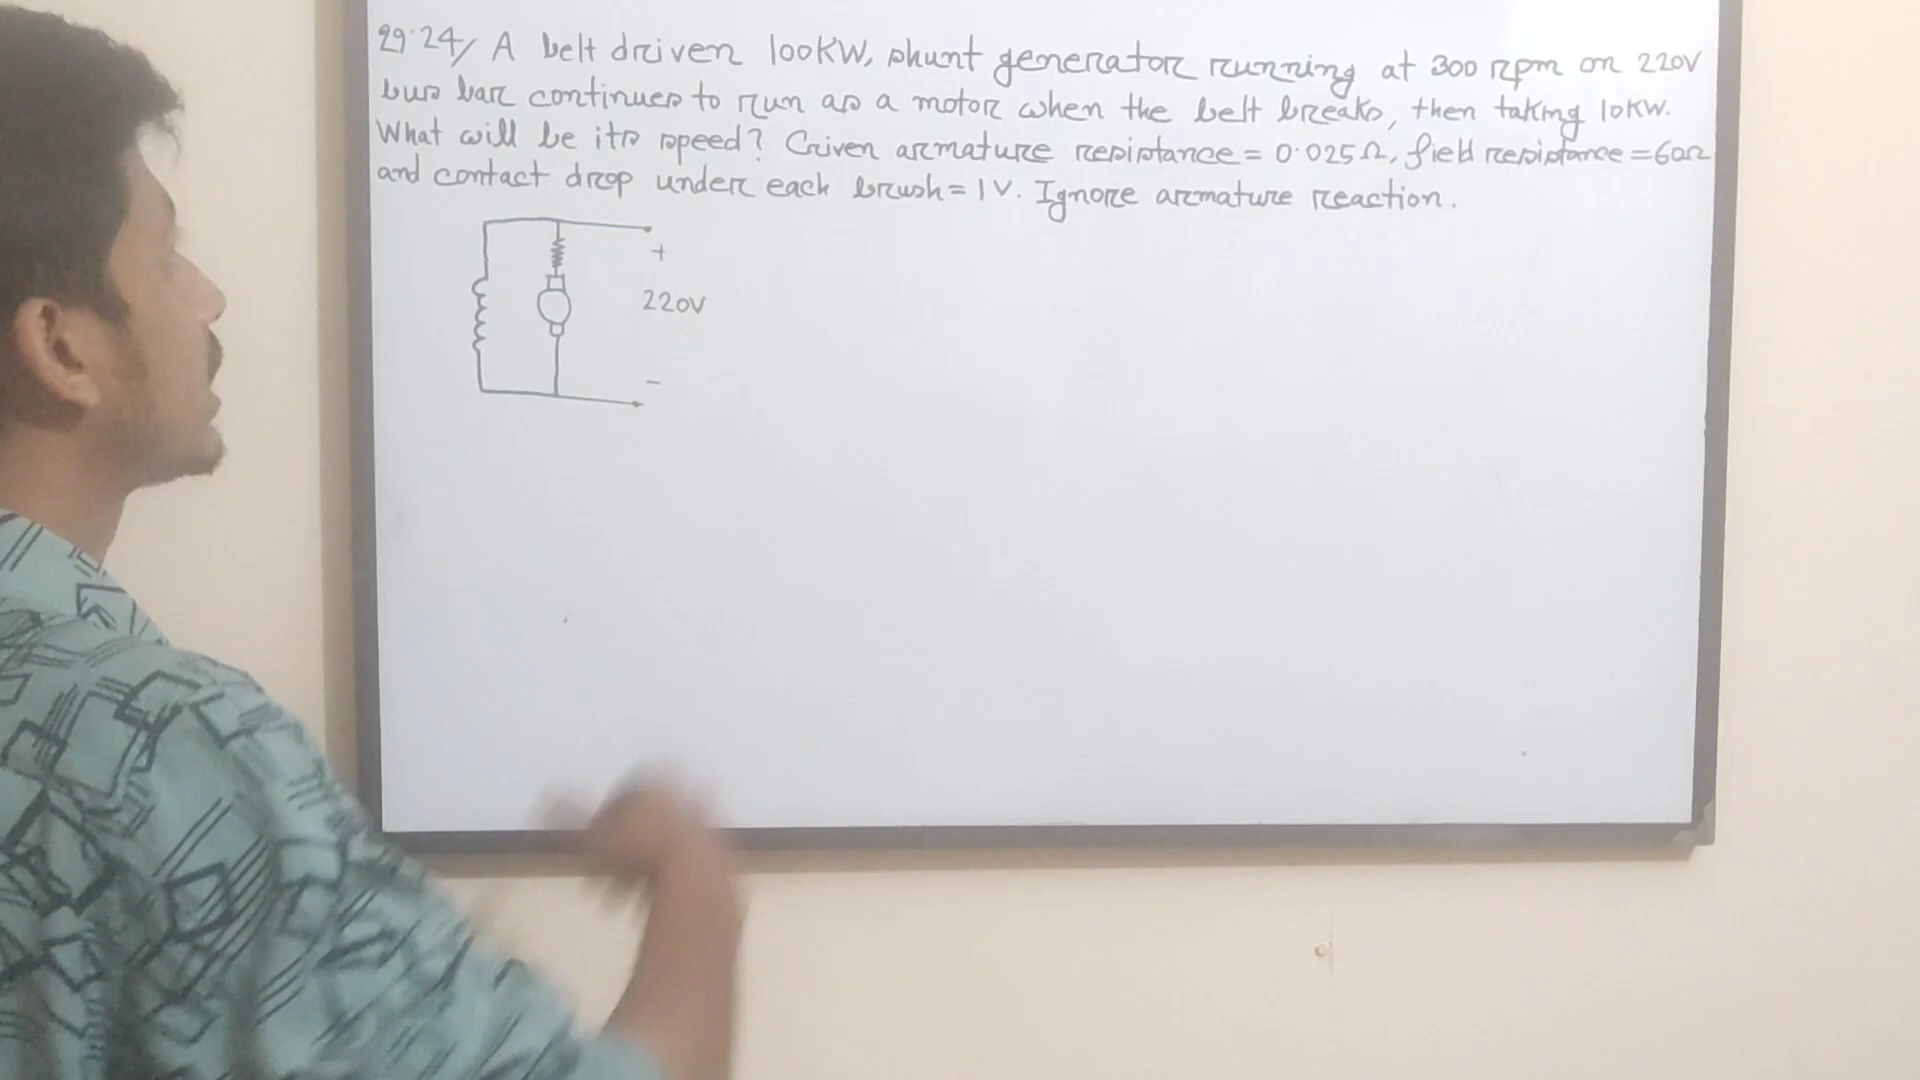 29.24/ A belt driven 100KW, shunt generator running at 300 rpm on 220V
bus bar continues to run as a motor when the belt breaks, then taking 10KW.
What will be its speed? Given armature resistance = 0.025Ω, field resistance = 60Ω
and contact drop under each brush = 1V. Ignore armature reaction.
+
220V
-